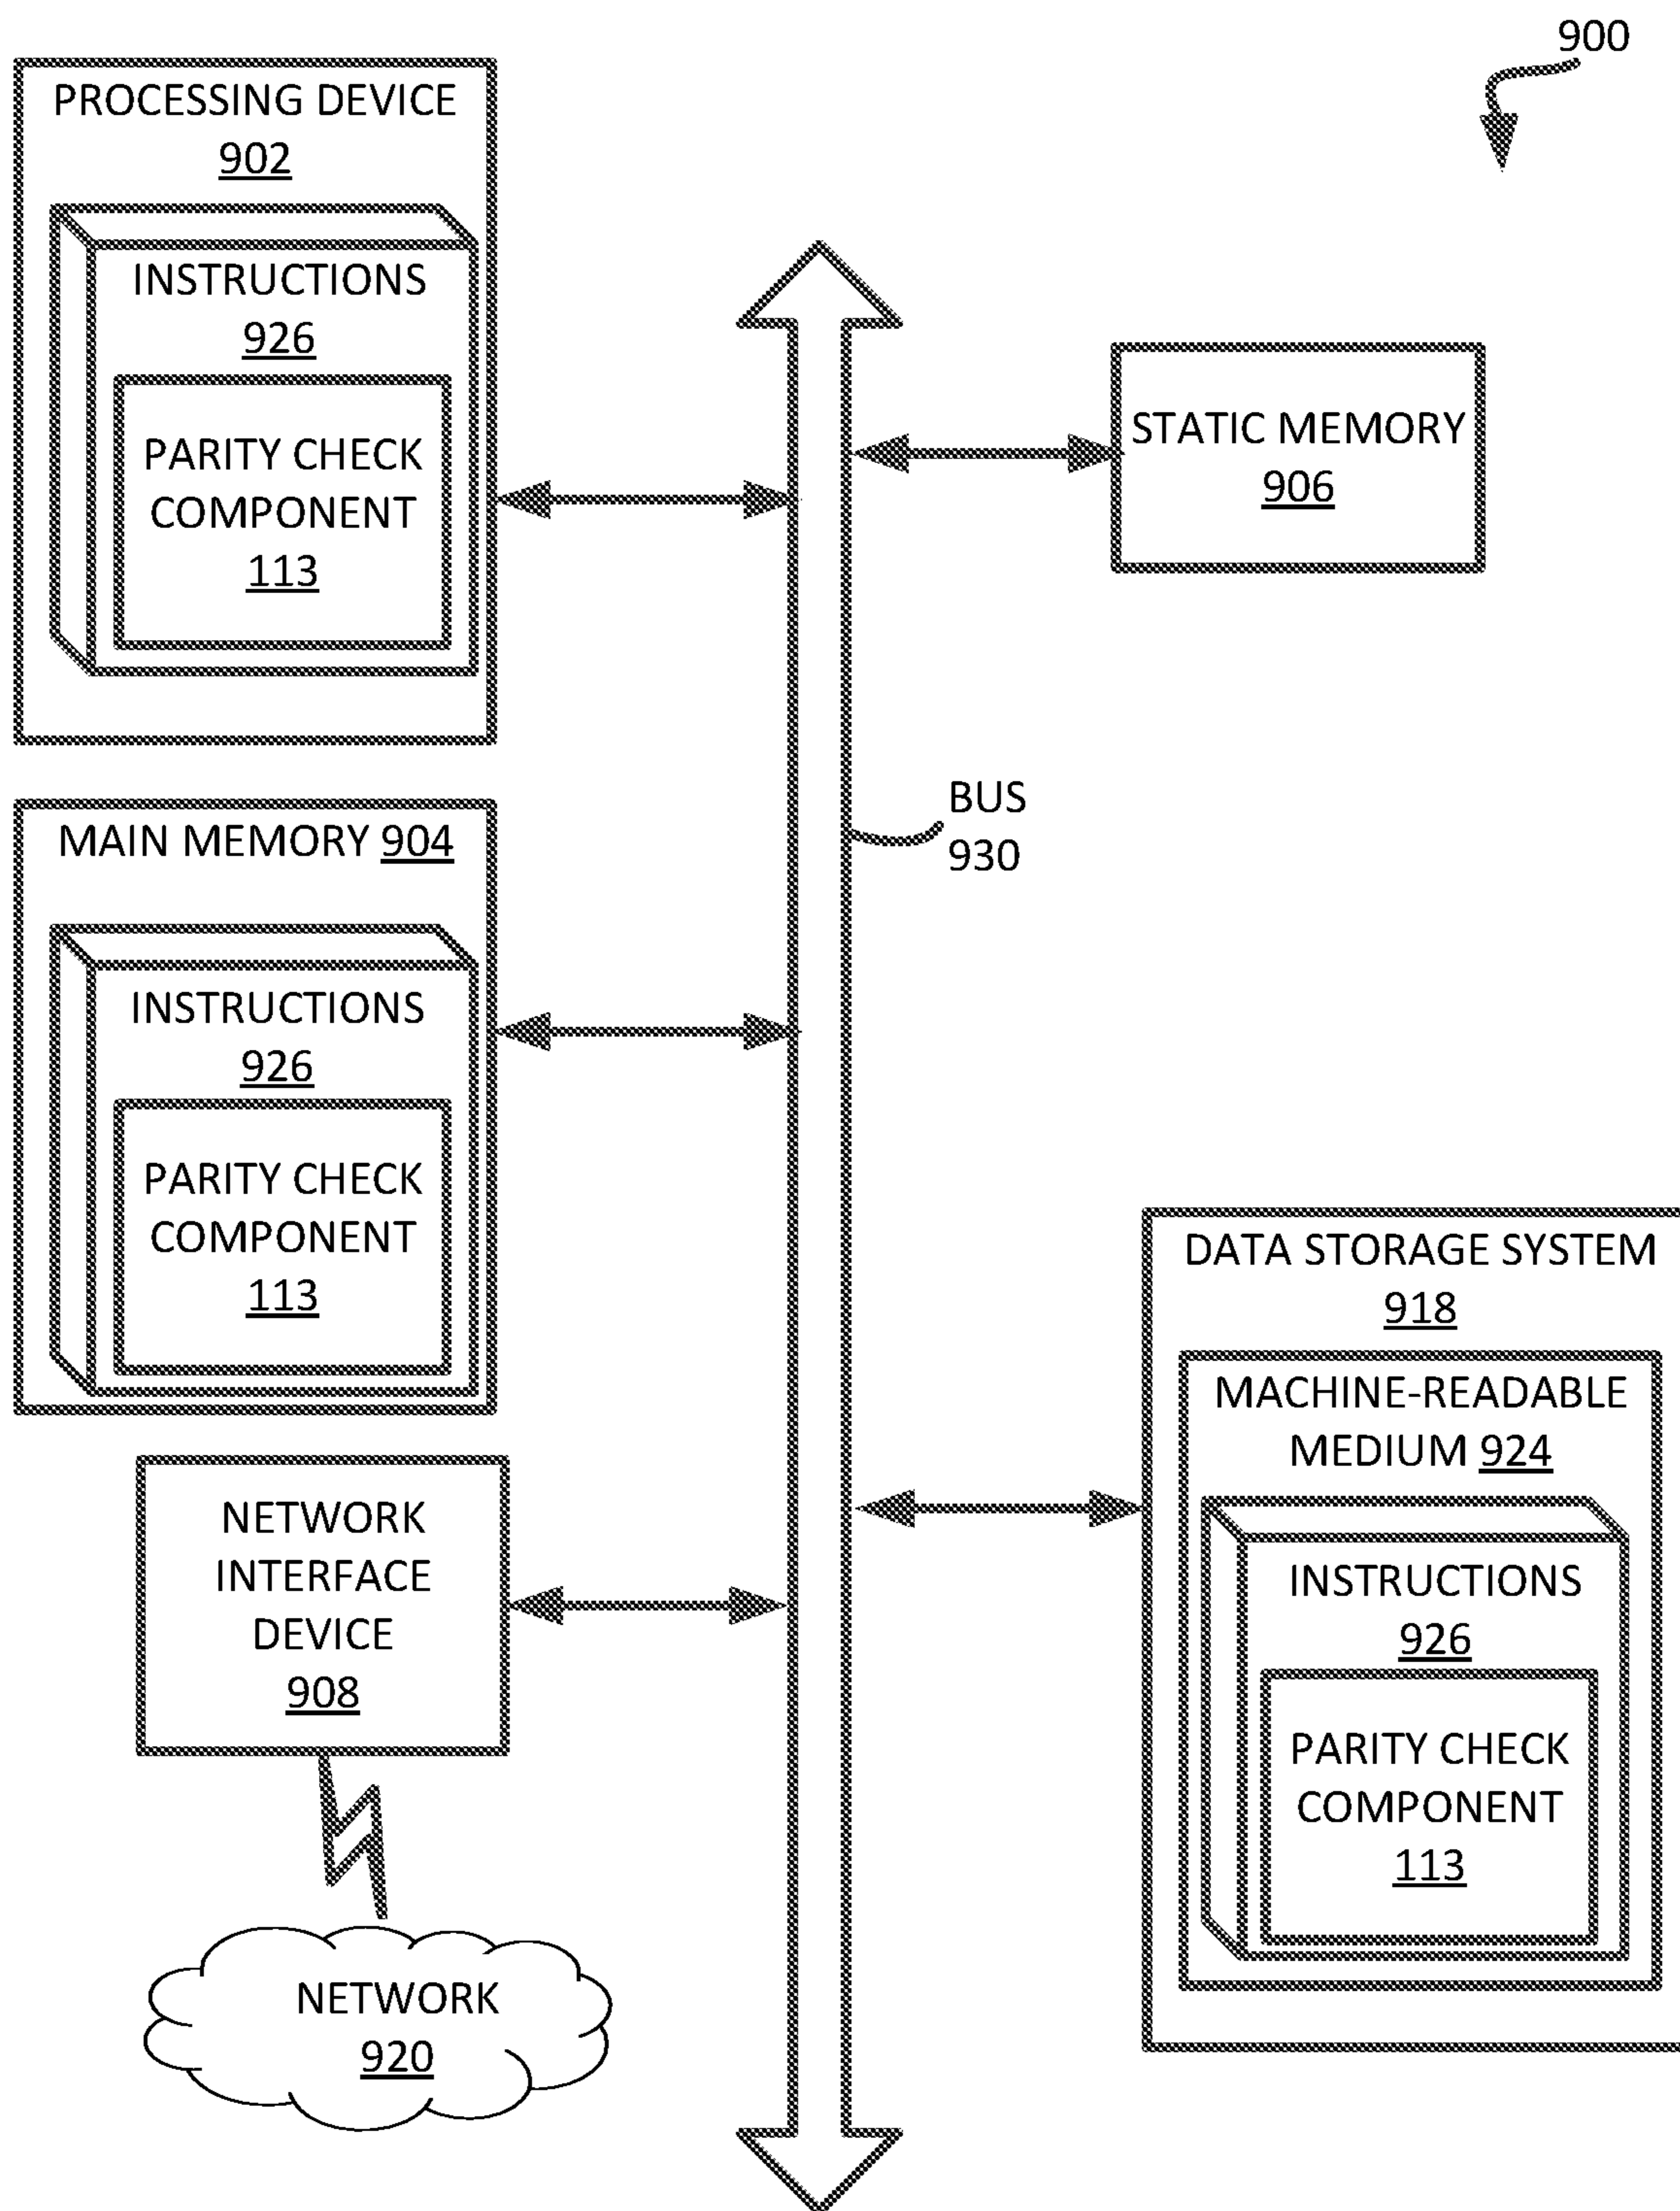 900
PROCESSING DEVICE
902
INSTRUCTIONS
926
PARITY CHECK
COMPONENT
113
STATIC MEMORY
906
BUS
930
MAIN MEMORY 904
INSTRUCTIONS
926
PARITY CHECK
COMPONENT
113
DATA STORAGE SYSTEM
918
MACHINE-READABLE
MEDIUM 924
INSTRUCTIONS
926
PARITY CHECK
COMPONENT
113
NETWORK
INTERFACE
DEVICE
908
NETWORK
920